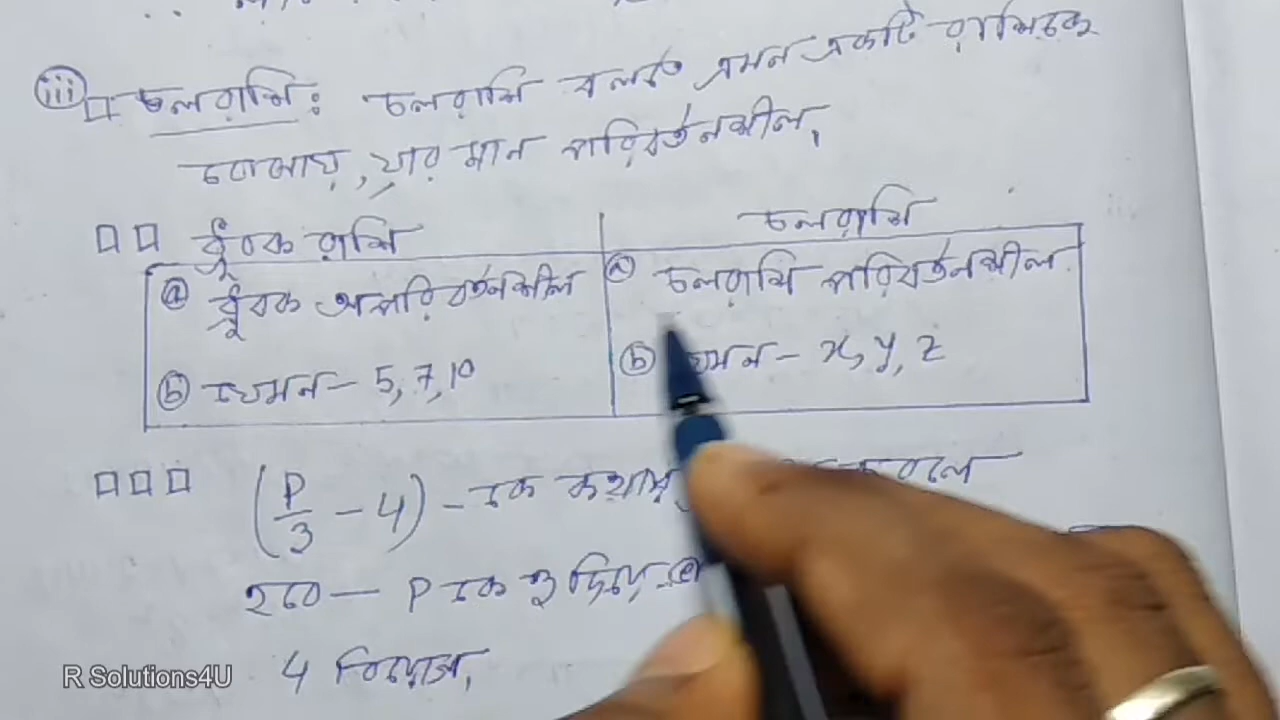 iii □ চলরাশি: চলরাশি বলতে এমন একটি রাশিকে
বোঝায়, যার মান পরিবর্তনশীল,
□□ ধ্রুবক রাশি
চলরাশি
ⓐ ধ্রুবক অপরিবর্তনশীল
ⓐ চলরাশি পরিবর্তনশীল
ⓑ যেমন- 5, 7, 10
ⓑ যেমন- x, y, z
□□□ (P/3 - 4) - কে কথায়
হবে— P কে ৩ দিয়ে
4 বিয়োগ,
R Solutions4U